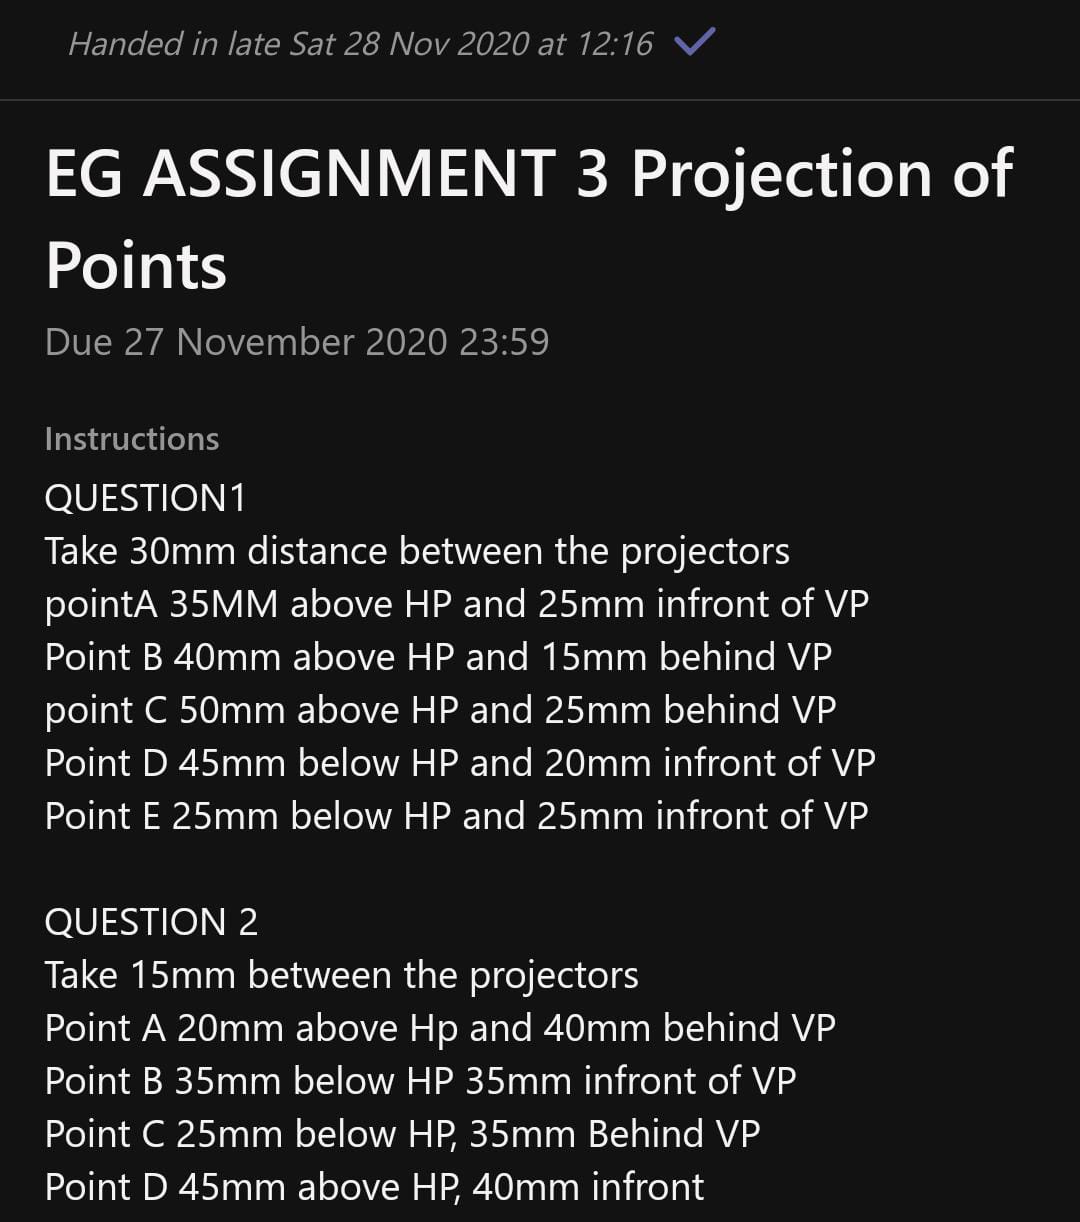 Handed in late Sat 28 Nov 2020 at 12:16
EG ASSIGNMENT 3 Projection of
Points
Due 27 November 2020 23:59
Instructions
QUESTION1
Take 30mm distance between the projectors
pointA 35MM above HP and 25mm infront of VP
Point B 40mm above HP and 15mm behind VP
point C 50mm above HP and 25mm behind VP
Point D 45mm below HP and 20mm infront of VP
Point E 25mm below HP and 25mm infront of VP
QUESTION 2
Take 15mm between the projectors
Point A 20mm above Hp and 40mm behind VP
Point B 35mm below HP 35mm infront of VP
Point C 25mm below HP, 35mm Behind VP
Point D 45mm above HP, 40mm infront